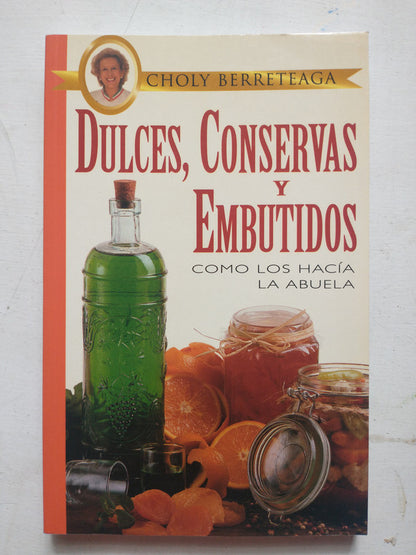 CHOLY BERRETEAGA
DULCES, CONSERVAS
Y
EMBUTIDOS
COMO LOS HACÍA
LA ABUELA